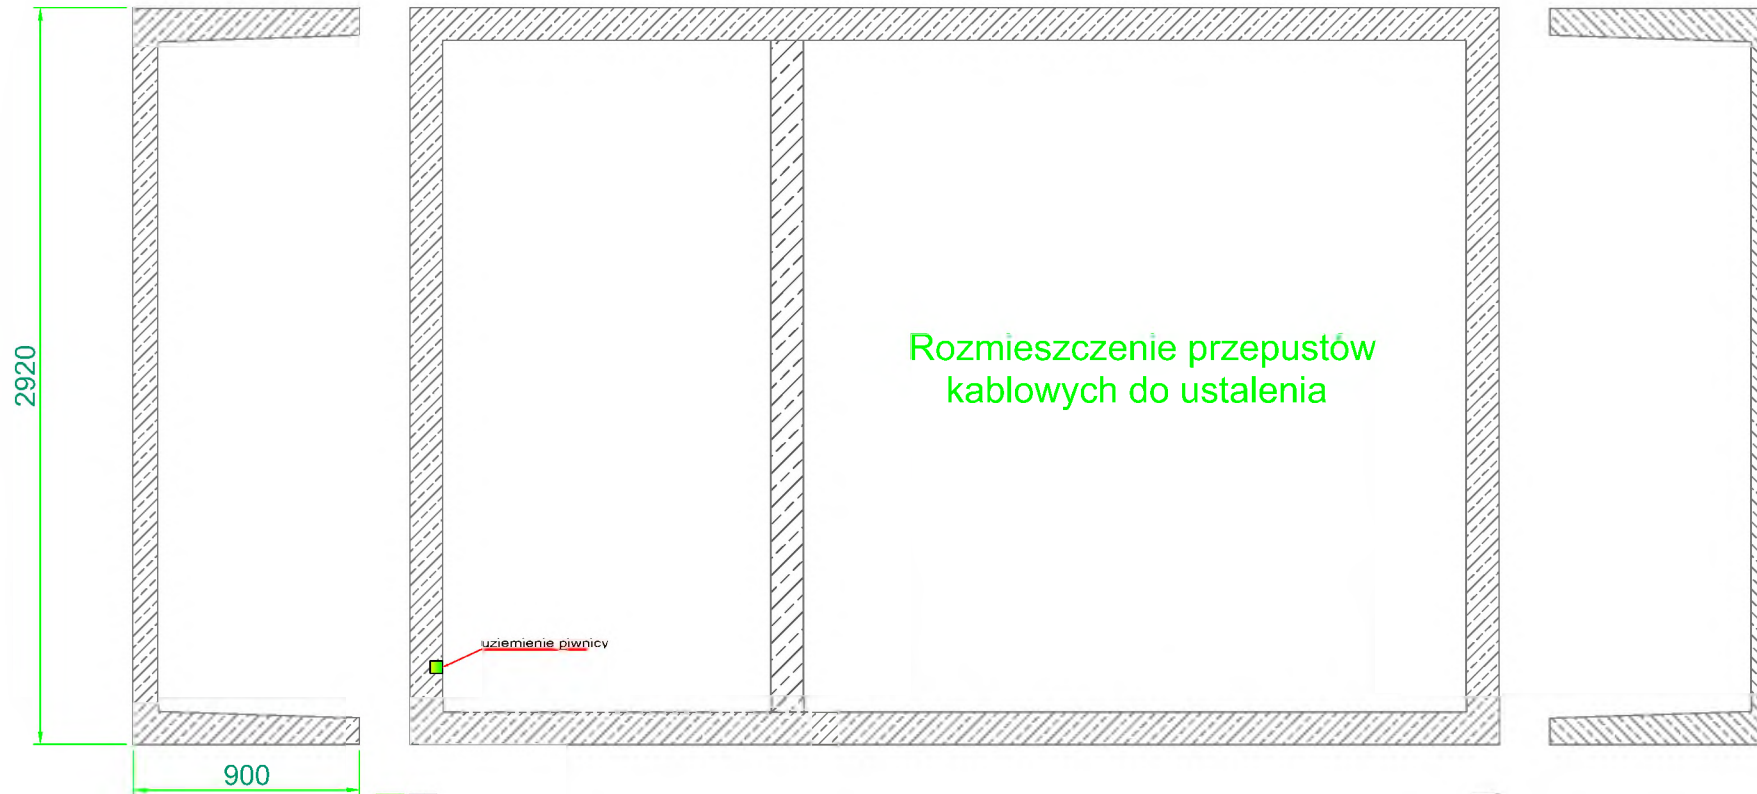 2920
Rozmieszczenie przepustów
kablowych do ustalenia
uziemienie piwnicy
900